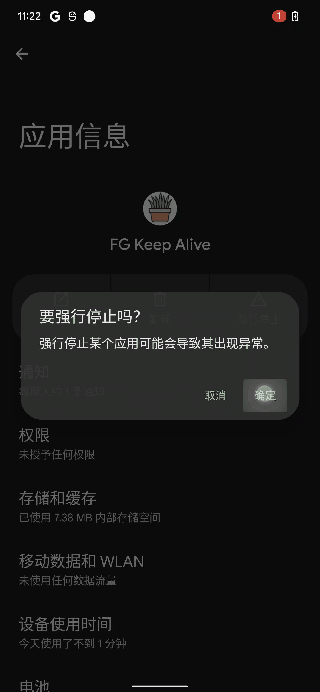 11:22
1
应用信息
FG Keep Alive
要强行停止吗？
强行停止某个应用可能会导致其出现异常。
取消
确定
通知
权限
未授予任何权限
存储和缓存
已使用 7.38 MB 内部存储空间
移动数据和 WLAN
未使用任何数据流量
设备使用时间
今天使用了不到 1 分钟
电池